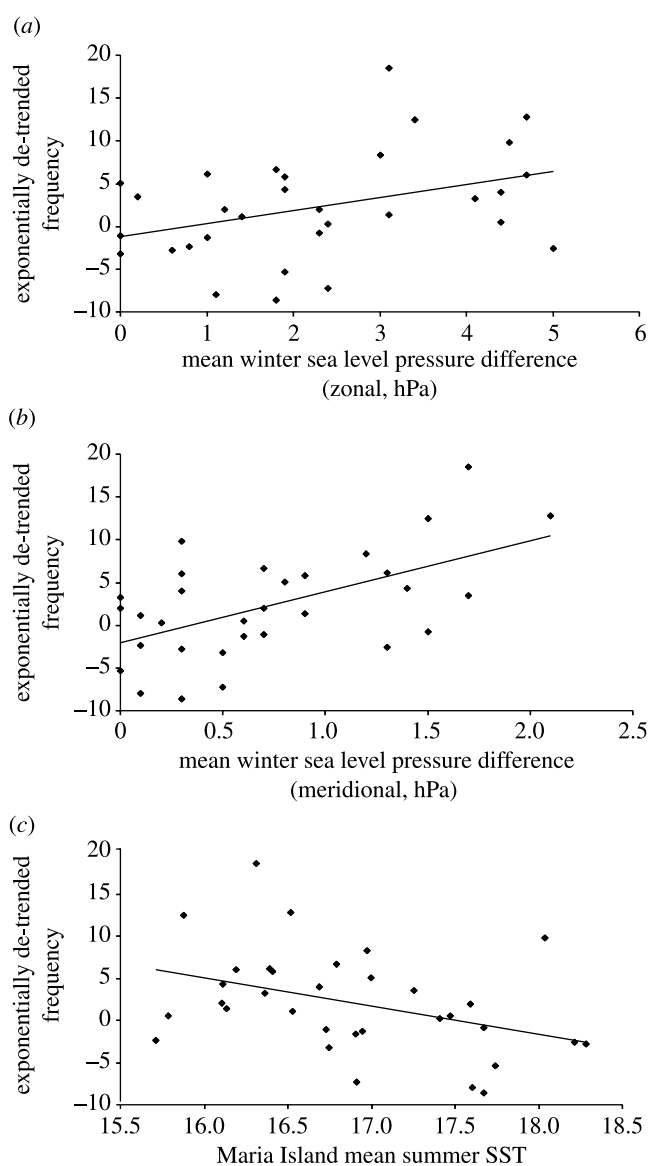 (a)
20
15
10
5
0
−5
−10
exponentially de-trended
frequency
0 1 2 3 4 5 6
mean winter sea level pressure difference
(zonal, hPa)
(b)
20
15
10
5
0
−5
−10
exponentially de-trended
frequency
0 0.5 1.0 1.5 2.0 2.5
mean winter sea level pressure difference
(meridional, hPa)
(c)
20
15
10
5
0
−5
−10
exponentially de-trended
frequency
15.5 16.0 16.5 17.0 17.5 18.0 18.5
Maria Island mean summer SST